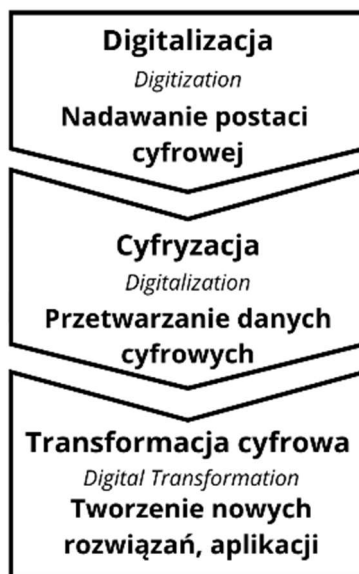 Digitalizacja
Digitization
Nadawanie postaci
cyfrowej
Cyfryzacja
Digitalization
Przetwarzanie danych
cyfrowych
Transformacja cyfrowa
Digital Transformation
Tworzenie nowych
rozwiązań, aplikacji